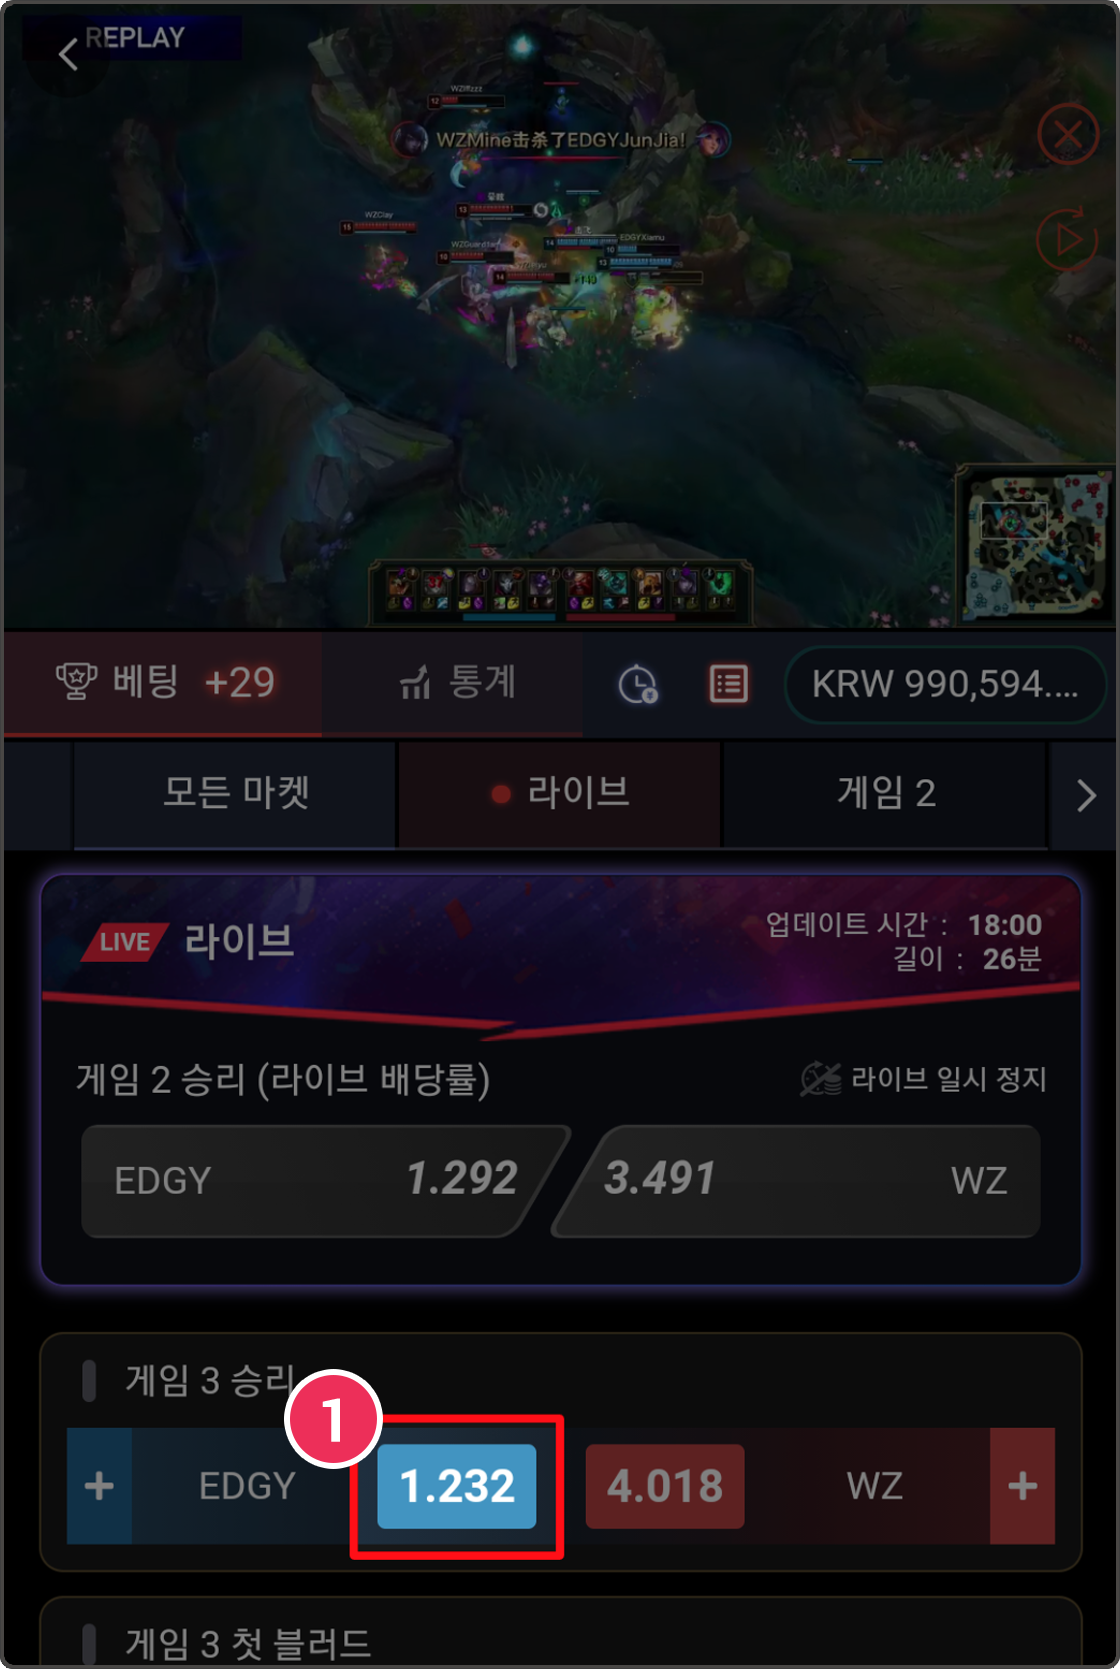 REPLAY
WZMine击杀了EDGYJunJia!
WZClay
EDGYXiamu
베팅 +29
통계
KRW 990,594....
모든 마켓
라이브
게임 2
LIVE 라이브
업데이트 시간 : 18:00
길이 : 26분
게임 2 승리 (라이브 배당률)
라이브 일시 정지
EDGY 1.292
3.491 WZ
게임 3 승리
1
+ EDGY 1.232 4.018 WZ +
게임 3 첫 블러드